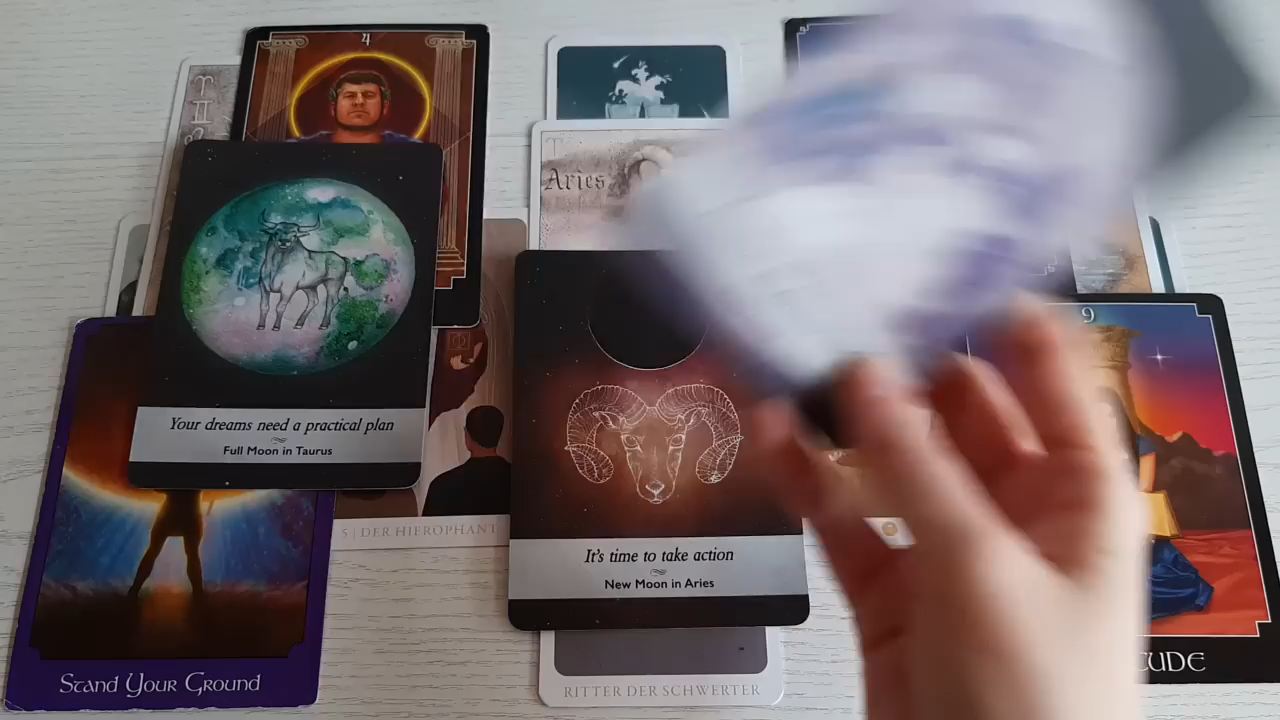 4
Aries
9
Your dreams need a practical plan
Full Moon in Taurus
5 | DER HIEROPHANT
It's time to take action
New Moon in Aries
Stand Your Ground
RITTER DER SCHWERTER